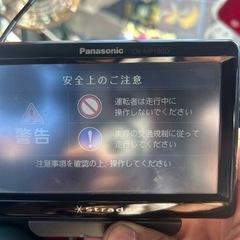 Panasonic CN-MP180D
安全上のご注意
運転者は走行中に
操作しないでください
警告
実際の交通規制に従って
走行してください
注意事項を確認の上、操作してください
Strada